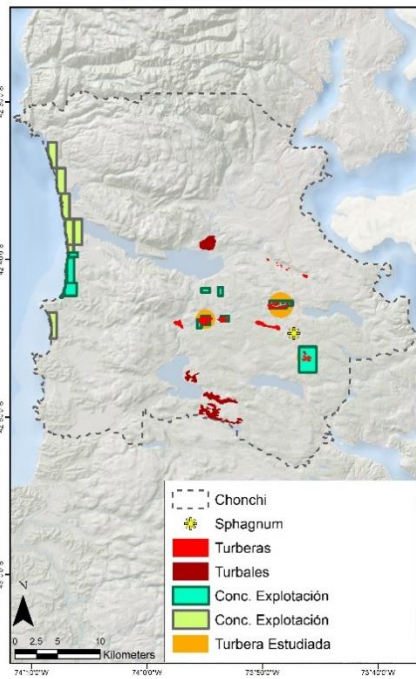 Chonchi
Sphagnum
Turberas
Turbales
Conc. Explotación
Conc. Explotación
Turbera Estudiada
0 2.5 5 10
Kilometers
74°0'0"
73°50'0"